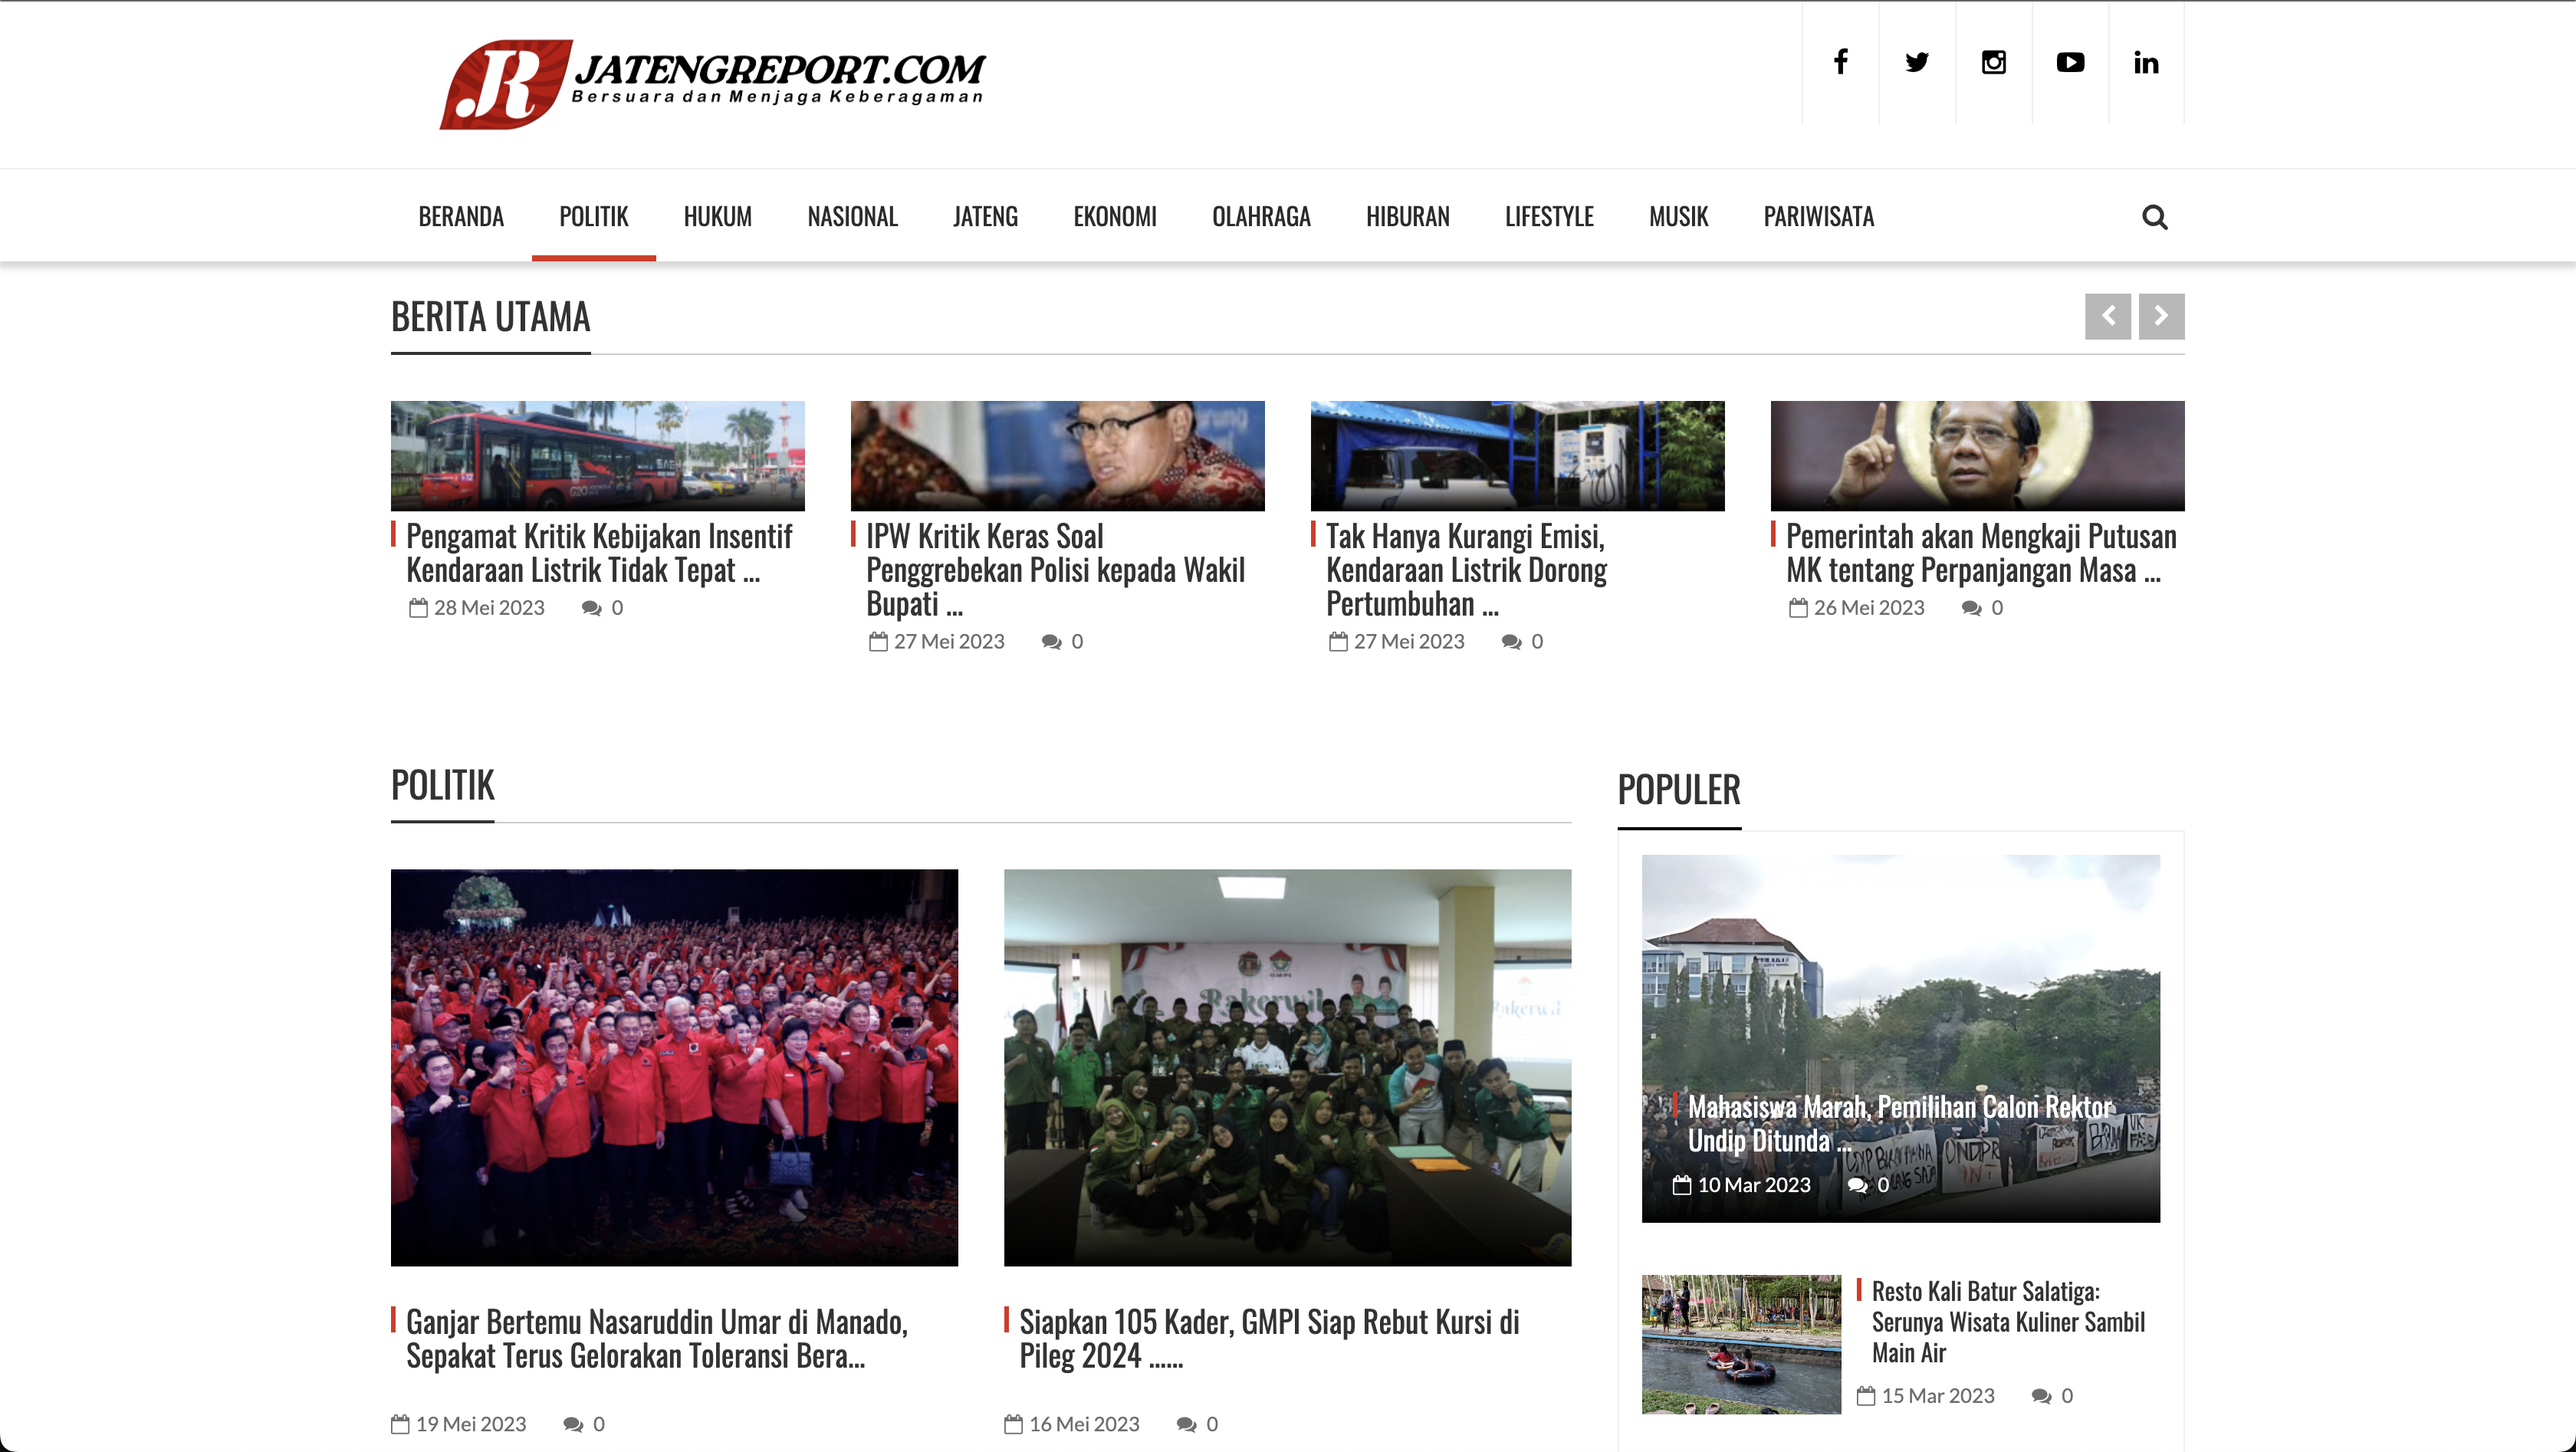 JR JATENGREPORT.COM
Bersuara dan Menjaga Keberagaman
BERANDA POLITIK HUKUM NASIONAL JATENG EKONOMI OLAHRAGA HIBURAN LIFESTYLE MUSIK PARIWISATA
BERITA UTAMA
Pengamat Kritik Kebijakan Insentif
Kendaraan Listrik Tidak Tepat ...
28 Mei 2023 0
IPW Kritik Keras Soal
Penggrebekan Polisi kepada Wakil
Bupati ...
27 Mei 2023 0
Tak Hanya Kurangi Emisi,
Kendaraan Listrik Dorong
Pertumbuhan ...
27 Mei 2023 0
Pemerintah akan Mengkaji Putusan
MK tentang Perpanjangan Masa ...
26 Mei 2023 0
POLITIK
GMPI
Rakerwil
Ganjar Bertemu Nasaruddin Umar di Manado,
Sepakat Terus Gelorakan Toleransi Bera...
19 Mei 2023 0
Siapkan 105 Kader, GMPI Siap Rebut Kursi di
Pileg 2024 ......
16 Mei 2023 0
POPULER
Mahasiswa Marah, Pemilihan Calon Rektor
Undip Ditunda ...
10 Mar 2023 0
Resto Kali Batur Salatiga:
Serunya Wisata Kuliner Sambil
Main Air
15 Mar 2023 0